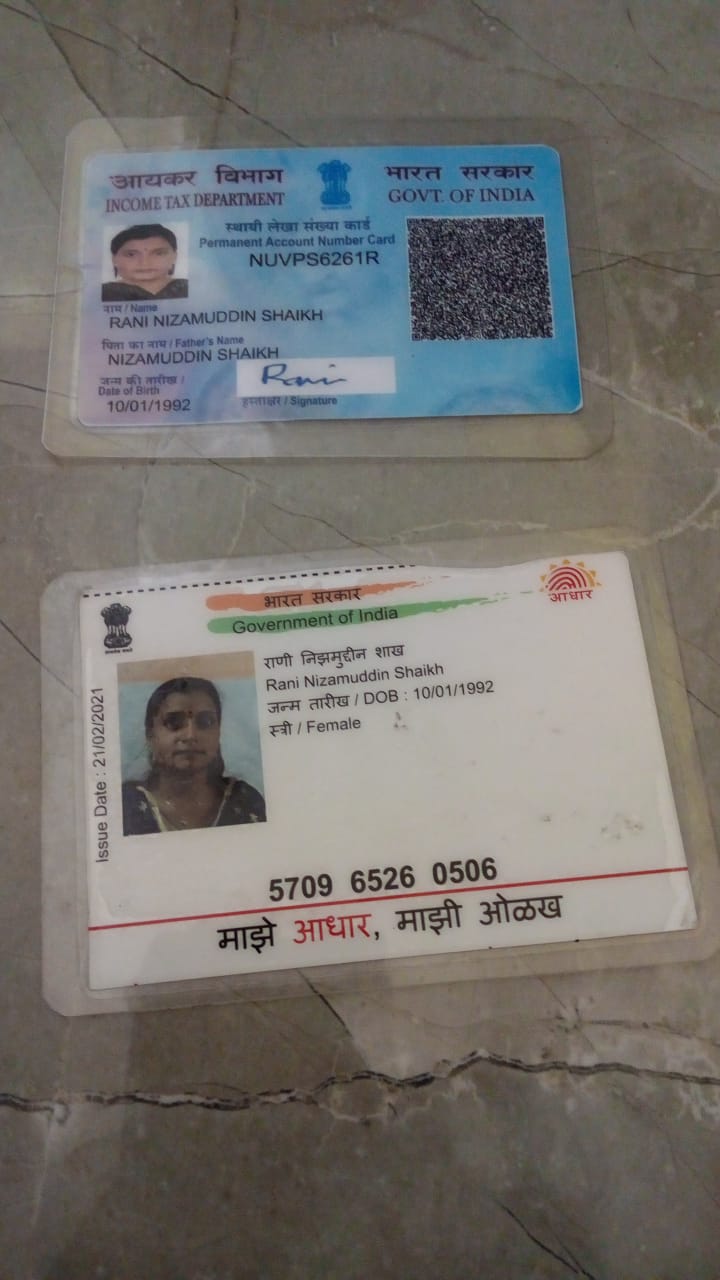 आयकर विभाग
INCOME TAX DEPARTMENT
भारत सरकार
GOVT. OF INDIA
स्थायी लेखा संख्या कार्ड
Permanent Account Number Card
NUVPS6261R
नाम / Name
RANI NIZAMUDDIN SHAIKH
पिता का नाम / Father's Name
NIZAMUDDIN SHAIKH
जन्म की तारीख /
Date of Birth
10/01/1992
Rani
हस्ताक्षर / Signature
भारत सरकार
Government of India
आधार
राणी निझमुद्दीन शाख
Rani Nizamuddin Shaikh
जन्म तारीख / DOB : 10/01/1992
स्त्री / Female
Issue Date : 21/02/2021
5709 6526 0506
माझे आधार, माझी ओळख